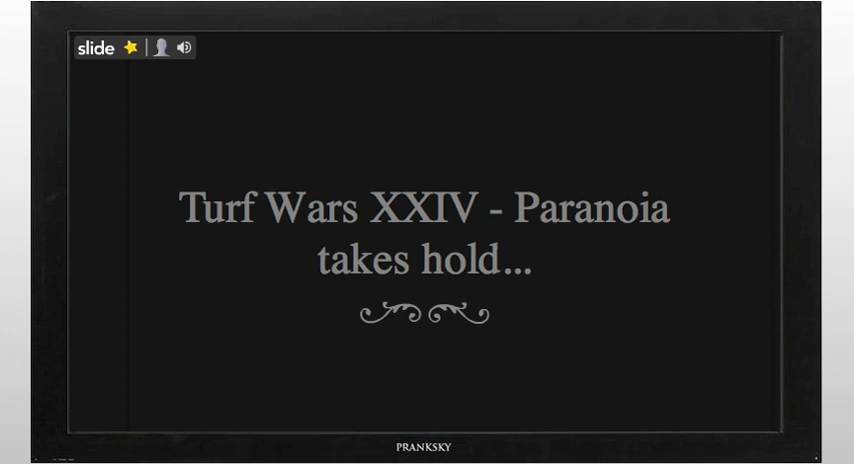 slide
Turf Wars XXIV - Paranoia
takes hold...
PRANKSKY